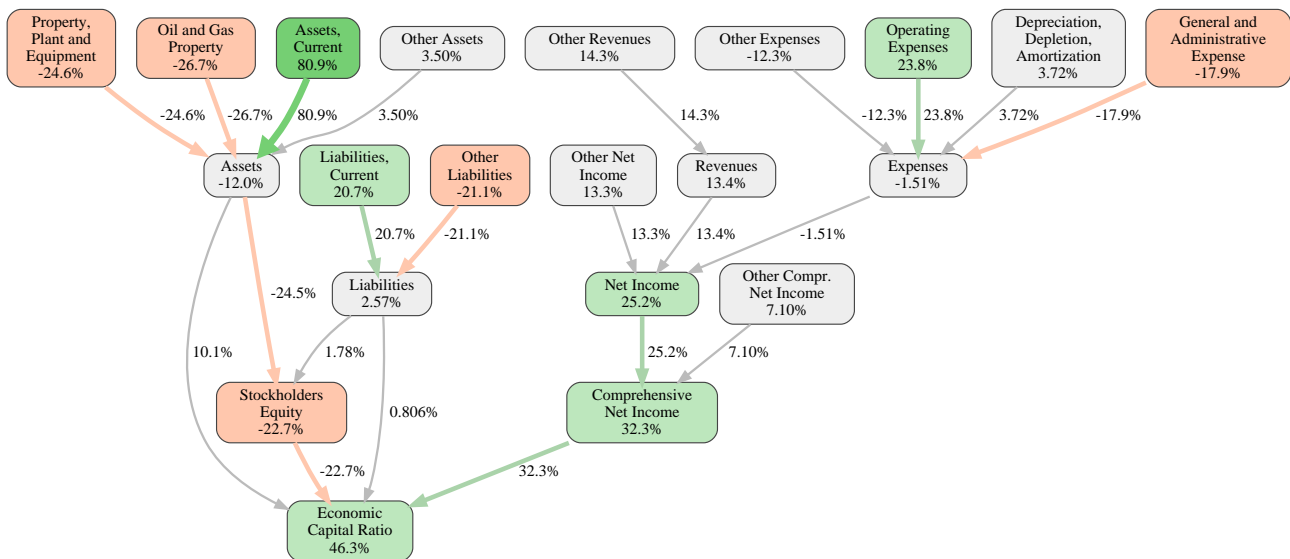 Property,
Plant and
Equipment
-24.6%
Oil and Gas
Property
-26.7%
Assets,
Current
80.9%
Other Assets
3.50%
Other Revenues
14.3%
Other Expenses
-12.3%
Operating
Expenses
23.8%
Depreciation,
Depletion,
Amortization
3.72%
General and
Administrative
Expense
-17.9%
-24.6%
-26.7%
80.9%
3.50%
14.3%
-12.3%
23.8%
3.72%
-17.9%
Assets
-12.0%
Liabilities,
Current
20.7%
Other
Liabilities
-21.1%
Other Net
Income
13.3%
Revenues
13.4%
Expenses
-1.51%
20.7%
-21.1%
13.3%
13.4%
-1.51%
-24.5%
Liabilities
2.57%
Net Income
25.2%
Other Compr.
Net Income
7.10%
10.1%
1.78%
25.2%
7.10%
Stockholders
Equity
-22.7%
0.806%
Comprehensive
Net Income
32.3%
-22.7%
32.3%
Economic
Capital Ratio
46.3%